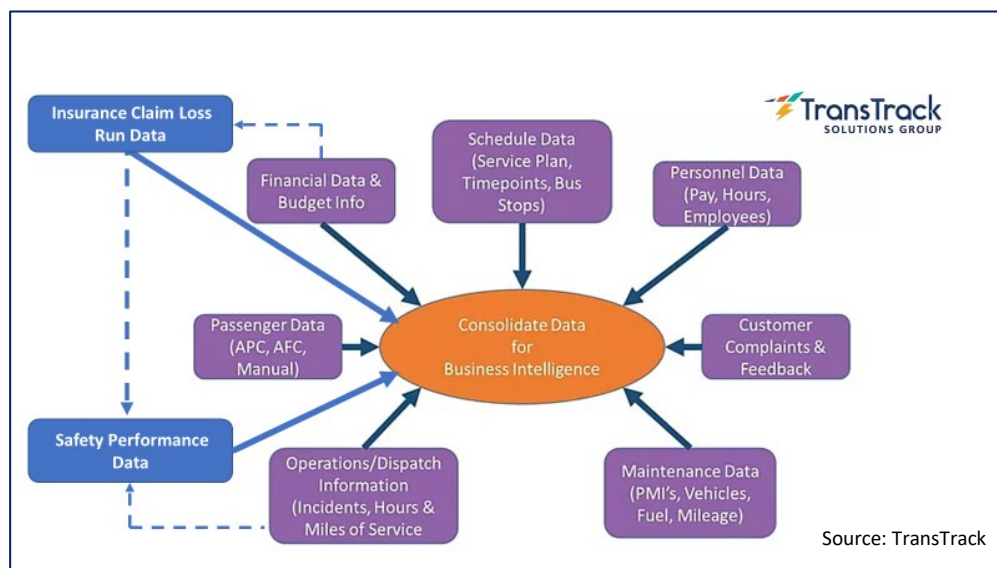 Insurance Claim Loss
Run Data
TransTrack
SOLUTIONS GROUP
Schedule Data
(Service Plan,
Timepoints, Bus
Stops)
Financial Data &
Budget Info
Personnel Data
(Pay, Hours,
Employees)
Passenger Data
(APC, AFC,
Manual)
Consolidate Data
for
Business Intelligence
Customer
Complaints &
Feedback
Safety Performance
Data
Operations/Dispatch
Information
(Incidents, Hours &
Miles of Service
Maintenance Data
(PMI's, Vehicles,
Fuel, Mileage)
Source: TransTrack